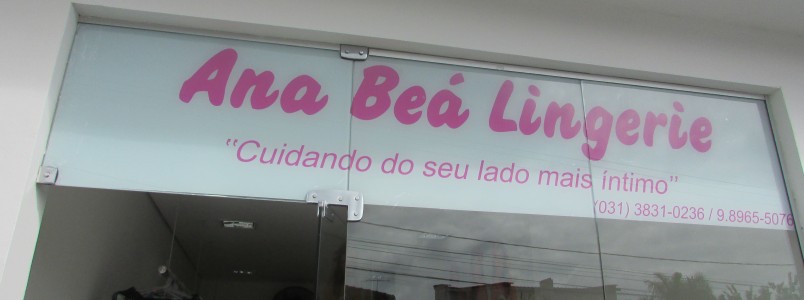 Ana Beá Lingerie
"Cuidando do seu lado mais íntimo"
(031) 3831-0236 / 9.8965-5076